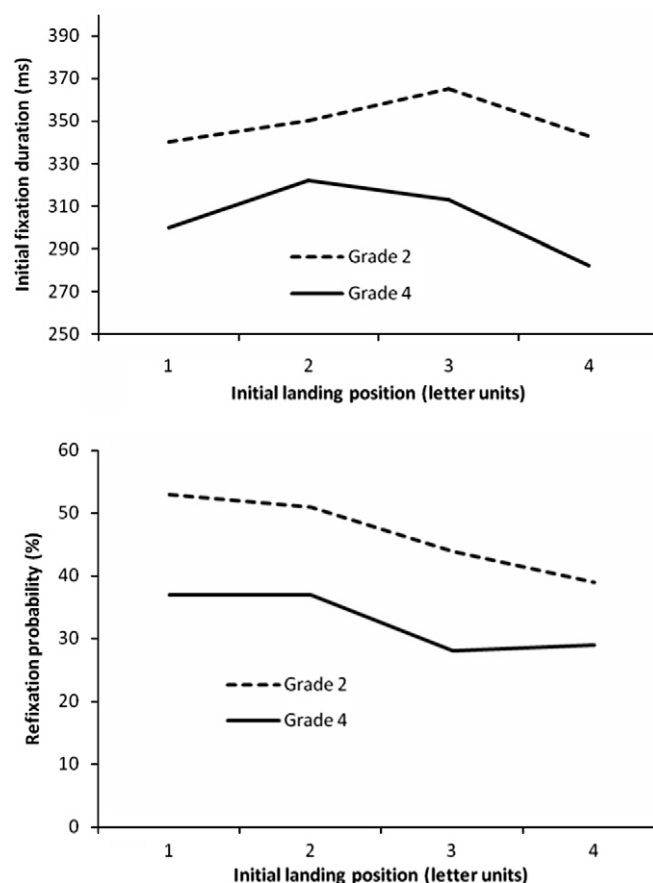 Initial fixation duration (ms)
390
370
350
330
310
290
270
250
Grade 2
Grade 4
1 2 3 4
Initial landing position (letter units)
Refixation probability (%)
60
50
40
30
20
10
0
Grade 2
Grade 4
1 2 3 4
Initial landing position (letter units)